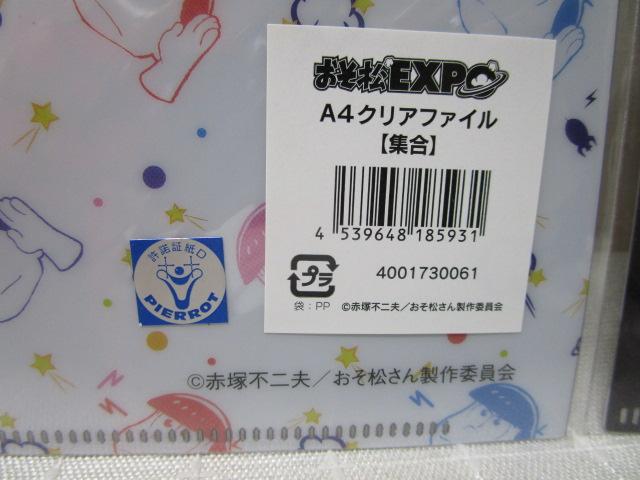 おそ松EXPO
A4クリアファイル
【集合】
4 539648 185931
プラ
4001730061
袋：PP ©赤塚不二夫／おそ松さん製作委員会
許諾証紙D
PIERROT
©赤塚不二夫／おそ松さん製作委員会